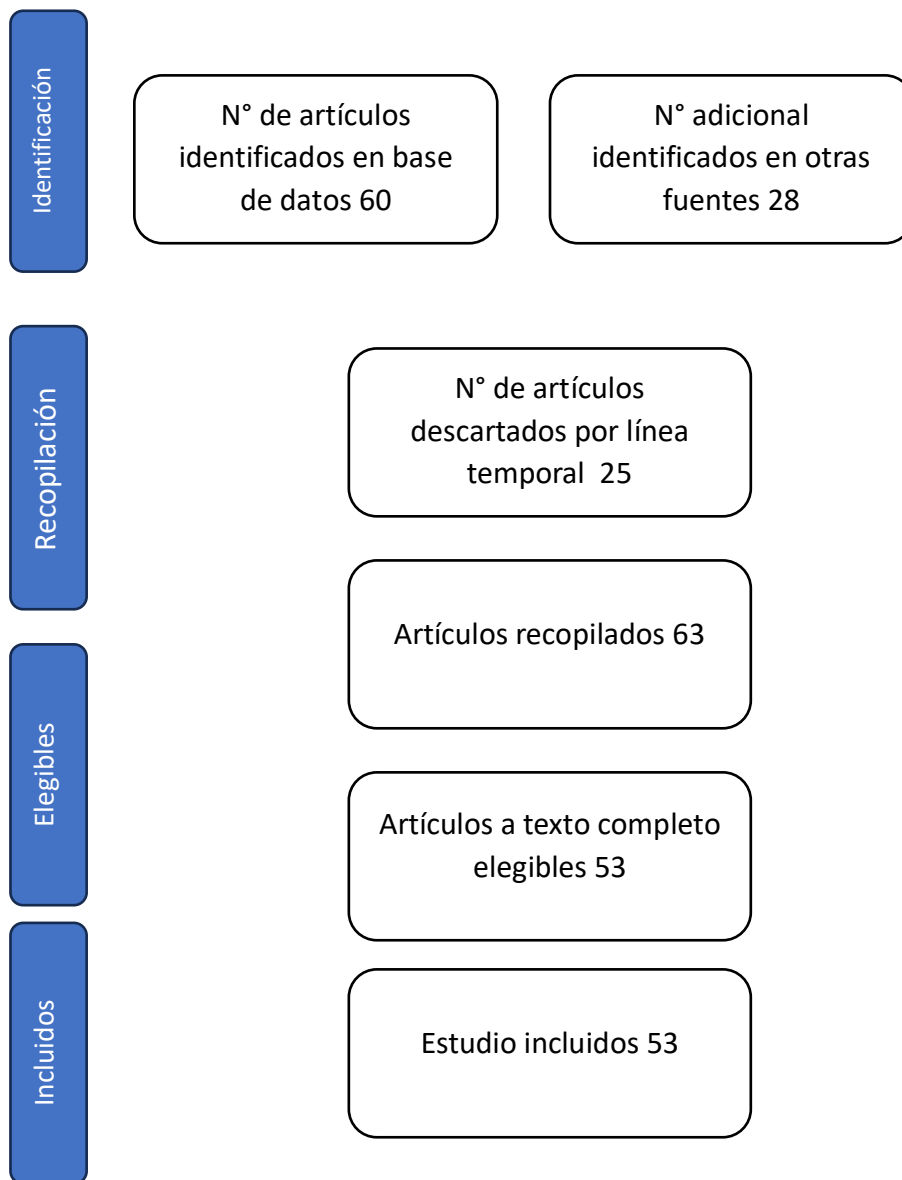 Identificación
N° de artículos
identificados en base
de datos 60
N° adicional
identificados en otras
fuentes 28
Recopilación
N° de artículos
descartados por línea
temporal  25
Artículos recopilados 63
Elegibles
Artículos a texto completo
elegibles 53
Incluidos
Estudio incluidos 53